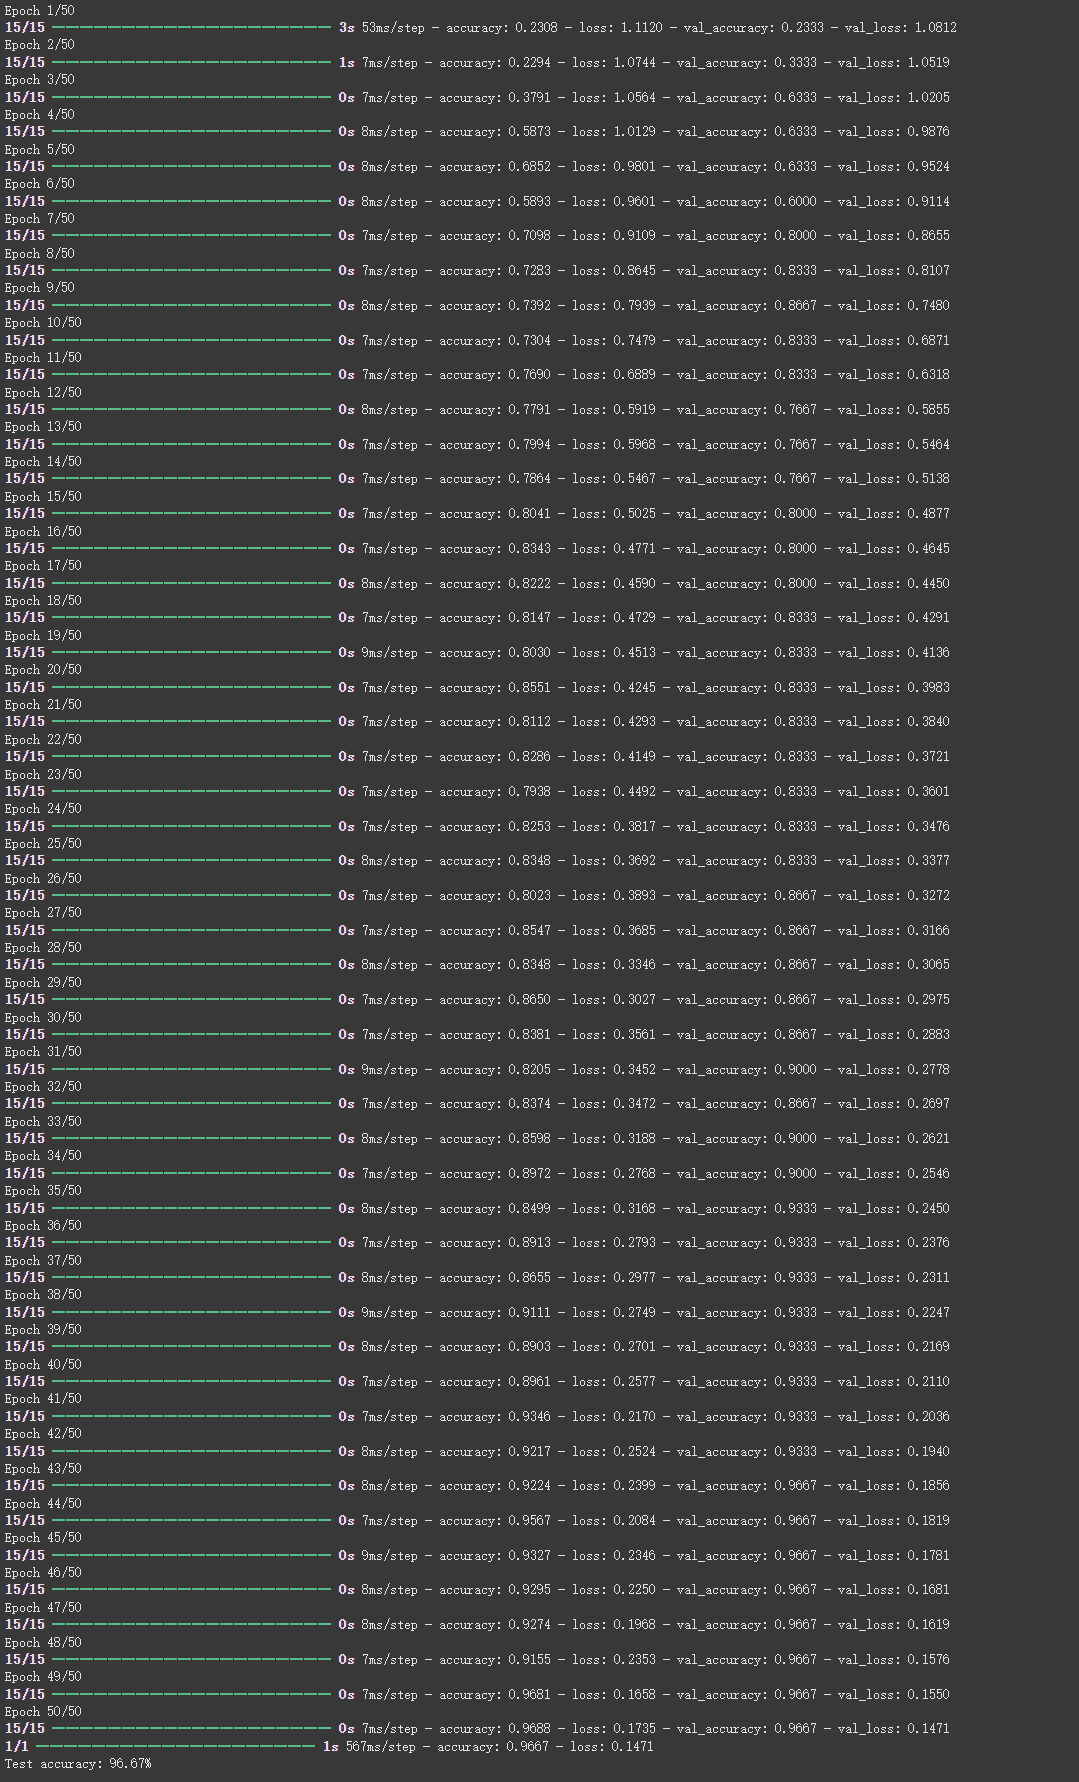 Epoch 1/50
15/15 ━━━━━━━━━━━━━━━━━━━━ 3s 53ms/step - accuracy: 0.2308 - loss: 1.1120 - val_accuracy: 0.2333 - val_loss: 1.0812
Epoch 2/50
15/15 ━━━━━━━━━━━━━━━━━━━━ 1s 7ms/step - accuracy: 0.2294 - loss: 1.0744 - val_accuracy: 0.3333 - val_loss: 1.0519
Epoch 3/50
15/15 ━━━━━━━━━━━━━━━━━━━━ 0s 7ms/step - accuracy: 0.3791 - loss: 1.0564 - val_accuracy: 0.6333 - val_loss: 1.0205
Epoch 4/50
15/15 ━━━━━━━━━━━━━━━━━━━━ 0s 8ms/step - accuracy: 0.5873 - loss: 1.0129 - val_accuracy: 0.6333 - val_loss: 0.9876
Epoch 5/50
15/15 ━━━━━━━━━━━━━━━━━━━━ 0s 8ms/step - accuracy: 0.6852 - loss: 0.9801 - val_accuracy: 0.6333 - val_loss: 0.9524
Epoch 6/50
15/15 ━━━━━━━━━━━━━━━━━━━━ 0s 8ms/step - accuracy: 0.5893 - loss: 0.9601 - val_accuracy: 0.6000 - val_loss: 0.9114
Epoch 7/50
15/15 ━━━━━━━━━━━━━━━━━━━━ 0s 7ms/step - accuracy: 0.7098 - loss: 0.9109 - val_accuracy: 0.8000 - val_loss: 0.8655
Epoch 8/50
15/15 ━━━━━━━━━━━━━━━━━━━━ 0s 7ms/step - accuracy: 0.7283 - loss: 0.8645 - val_accuracy: 0.8333 - val_loss: 0.8107
Epoch 9/50
15/15 ━━━━━━━━━━━━━━━━━━━━ 0s 8ms/step - accuracy: 0.7392 - loss: 0.7939 - val_accuracy: 0.8667 - val_loss: 0.7480
Epoch 10/50
15/15 ━━━━━━━━━━━━━━━━━━━━ 0s 7ms/step - accuracy: 0.7304 - loss: 0.7479 - val_accuracy: 0.8333 - val_loss: 0.6871
Epoch 11/50
15/15 ━━━━━━━━━━━━━━━━━━━━ 0s 7ms/step - accuracy: 0.7690 - loss: 0.6889 - val_accuracy: 0.8333 - val_loss: 0.6318
Epoch 12/50
15/15 ━━━━━━━━━━━━━━━━━━━━ 0s 8ms/step - accuracy: 0.7791 - loss: 0.5919 - val_accuracy: 0.7667 - val_loss: 0.5855
Epoch 13/50
15/15 ━━━━━━━━━━━━━━━━━━━━ 0s 7ms/step - accuracy: 0.7994 - loss: 0.5968 - val_accuracy: 0.7667 - val_loss: 0.5464
Epoch 14/50
15/15 ━━━━━━━━━━━━━━━━━━━━ 0s 7ms/step - accuracy: 0.7864 - loss: 0.5467 - val_accuracy: 0.7667 - val_loss: 0.5138
Epoch 15/50
15/15 ━━━━━━━━━━━━━━━━━━━━ 0s 7ms/step - accuracy: 0.8041 - loss: 0.5025 - val_accuracy: 0.8000 - val_loss: 0.4877
Epoch 16/50
15/15 ━━━━━━━━━━━━━━━━━━━━ 0s 7ms/step - accuracy: 0.8343 - loss: 0.4771 - val_accuracy: 0.8000 - val_loss: 0.4645
Epoch 17/50
15/15 ━━━━━━━━━━━━━━━━━━━━ 0s 8ms/step - accuracy: 0.8222 - loss: 0.4590 - val_accuracy: 0.8000 - val_loss: 0.4450
Epoch 18/50
15/15 ━━━━━━━━━━━━━━━━━━━━ 0s 7ms/step - accuracy: 0.8147 - loss: 0.4729 - val_accuracy: 0.8333 - val_loss: 0.4291
Epoch 19/50
15/15 ━━━━━━━━━━━━━━━━━━━━ 0s 9ms/step - accuracy: 0.8030 - loss: 0.4513 - val_accuracy: 0.8333 - val_loss: 0.4136
Epoch 20/50
15/15 ━━━━━━━━━━━━━━━━━━━━ 0s 7ms/step - accuracy: 0.8551 - loss: 0.4245 - val_accuracy: 0.8333 - val_loss: 0.3983
Epoch 21/50
15/15 ━━━━━━━━━━━━━━━━━━━━ 0s 7ms/step - accuracy: 0.8112 - loss: 0.4293 - val_accuracy: 0.8333 - val_loss: 0.3840
Epoch 22/50
15/15 ━━━━━━━━━━━━━━━━━━━━ 0s 7ms/step - accuracy: 0.8286 - loss: 0.4149 - val_accuracy: 0.8333 - val_loss: 0.3721
Epoch 23/50
15/15 ━━━━━━━━━━━━━━━━━━━━ 0s 7ms/step - accuracy: 0.7938 - loss: 0.4492 - val_accuracy: 0.8333 - val_loss: 0.3601
Epoch 24/50
15/15 ━━━━━━━━━━━━━━━━━━━━ 0s 7ms/step - accuracy: 0.8253 - loss: 0.3817 - val_accuracy: 0.8333 - val_loss: 0.3476
Epoch 25/50
15/15 ━━━━━━━━━━━━━━━━━━━━ 0s 8ms/step - accuracy: 0.8348 - loss: 0.3692 - val_accuracy: 0.8333 - val_loss: 0.3377
Epoch 26/50
15/15 ━━━━━━━━━━━━━━━━━━━━ 0s 7ms/step - accuracy: 0.8023 - loss: 0.3893 - val_accuracy: 0.8667 - val_loss: 0.3272
Epoch 27/50
15/15 ━━━━━━━━━━━━━━━━━━━━ 0s 7ms/step - accuracy: 0.8547 - loss: 0.3685 - val_accuracy: 0.8667 - val_loss: 0.3166
Epoch 28/50
15/15 ━━━━━━━━━━━━━━━━━━━━ 0s 8ms/step - accuracy: 0.8348 - loss: 0.3346 - val_accuracy: 0.8667 - val_loss: 0.3065
Epoch 29/50
15/15 ━━━━━━━━━━━━━━━━━━━━ 0s 7ms/step - accuracy: 0.8650 - loss: 0.3027 - val_accuracy: 0.8667 - val_loss: 0.2975
Epoch 30/50
15/15 ━━━━━━━━━━━━━━━━━━━━ 0s 7ms/step - accuracy: 0.8381 - loss: 0.3561 - val_accuracy: 0.8667 - val_loss: 0.2883
Epoch 31/50
15/15 ━━━━━━━━━━━━━━━━━━━━ 0s 9ms/step - accuracy: 0.8205 - loss: 0.3452 - val_accuracy: 0.9000 - val_loss: 0.2778
Epoch 32/50
15/15 ━━━━━━━━━━━━━━━━━━━━ 0s 7ms/step - accuracy: 0.8374 - loss: 0.3472 - val_accuracy: 0.8667 - val_loss: 0.2697
Epoch 33/50
15/15 ━━━━━━━━━━━━━━━━━━━━ 0s 8ms/step - accuracy: 0.8598 - loss: 0.3188 - val_accuracy: 0.9000 - val_loss: 0.2621
Epoch 34/50
15/15 ━━━━━━━━━━━━━━━━━━━━ 0s 7ms/step - accuracy: 0.8972 - loss: 0.2768 - val_accuracy: 0.9000 - val_loss: 0.2546
Epoch 35/50
15/15 ━━━━━━━━━━━━━━━━━━━━ 0s 8ms/step - accuracy: 0.8499 - loss: 0.3168 - val_accuracy: 0.9333 - val_loss: 0.2450
Epoch 36/50
15/15 ━━━━━━━━━━━━━━━━━━━━ 0s 7ms/step - accuracy: 0.8913 - loss: 0.2793 - val_accuracy: 0.9333 - val_loss: 0.2376
Epoch 37/50
15/15 ━━━━━━━━━━━━━━━━━━━━ 0s 8ms/step - accuracy: 0.8655 - loss: 0.2977 - val_accuracy: 0.9333 - val_loss: 0.2311
Epoch 38/50
15/15 ━━━━━━━━━━━━━━━━━━━━ 0s 9ms/step - accuracy: 0.9111 - loss: 0.2749 - val_accuracy: 0.9333 - val_loss: 0.2247
Epoch 39/50
15/15 ━━━━━━━━━━━━━━━━━━━━ 0s 8ms/step - accuracy: 0.8903 - loss: 0.2701 - val_accuracy: 0.9333 - val_loss: 0.2169
Epoch 40/50
15/15 ━━━━━━━━━━━━━━━━━━━━ 0s 7ms/step - accuracy: 0.8961 - loss: 0.2577 - val_accuracy: 0.9333 - val_loss: 0.2110
Epoch 41/50
15/15 ━━━━━━━━━━━━━━━━━━━━ 0s 7ms/step - accuracy: 0.9346 - loss: 0.2170 - val_accuracy: 0.9333 - val_loss: 0.2036
Epoch 42/50
15/15 ━━━━━━━━━━━━━━━━━━━━ 0s 8ms/step - accuracy: 0.9217 - loss: 0.2524 - val_accuracy: 0.9333 - val_loss: 0.1940
Epoch 43/50
15/15 ━━━━━━━━━━━━━━━━━━━━ 0s 8ms/step - accuracy: 0.9224 - loss: 0.2399 - val_accuracy: 0.9667 - val_loss: 0.1856
Epoch 44/50
15/15 ━━━━━━━━━━━━━━━━━━━━ 0s 7ms/step - accuracy: 0.9567 - loss: 0.2084 - val_accuracy: 0.9667 - val_loss: 0.1819
Epoch 45/50
15/15 ━━━━━━━━━━━━━━━━━━━━ 0s 9ms/step - accuracy: 0.9327 - loss: 0.2346 - val_accuracy: 0.9667 - val_loss: 0.1781
Epoch 46/50
15/15 ━━━━━━━━━━━━━━━━━━━━ 0s 8ms/step - accuracy: 0.9295 - loss: 0.2250 - val_accuracy: 0.9667 - val_loss: 0.1681
Epoch 47/50
15/15 ━━━━━━━━━━━━━━━━━━━━ 0s 8ms/step - accuracy: 0.9274 - loss: 0.1968 - val_accuracy: 0.9667 - val_loss: 0.1619
Epoch 48/50
15/15 ━━━━━━━━━━━━━━━━━━━━ 0s 7ms/step - accuracy: 0.9155 - loss: 0.2353 - val_accuracy: 0.9667 - val_loss: 0.1576
Epoch 49/50
15/15 ━━━━━━━━━━━━━━━━━━━━ 0s 7ms/step - accuracy: 0.9681 - loss: 0.1658 - val_accuracy: 0.9667 - val_loss: 0.1550
Epoch 50/50
15/15 ━━━━━━━━━━━━━━━━━━━━ 0s 7ms/step - accuracy: 0.9688 - loss: 0.1735 - val_accuracy: 0.9667 - val_loss: 0.1471
1/1 ━━━━━━━━━━━━━━━━━━━━ 1s 567ms/step - accuracy: 0.9667 - loss: 0.1471
Test accuracy: 96.67%